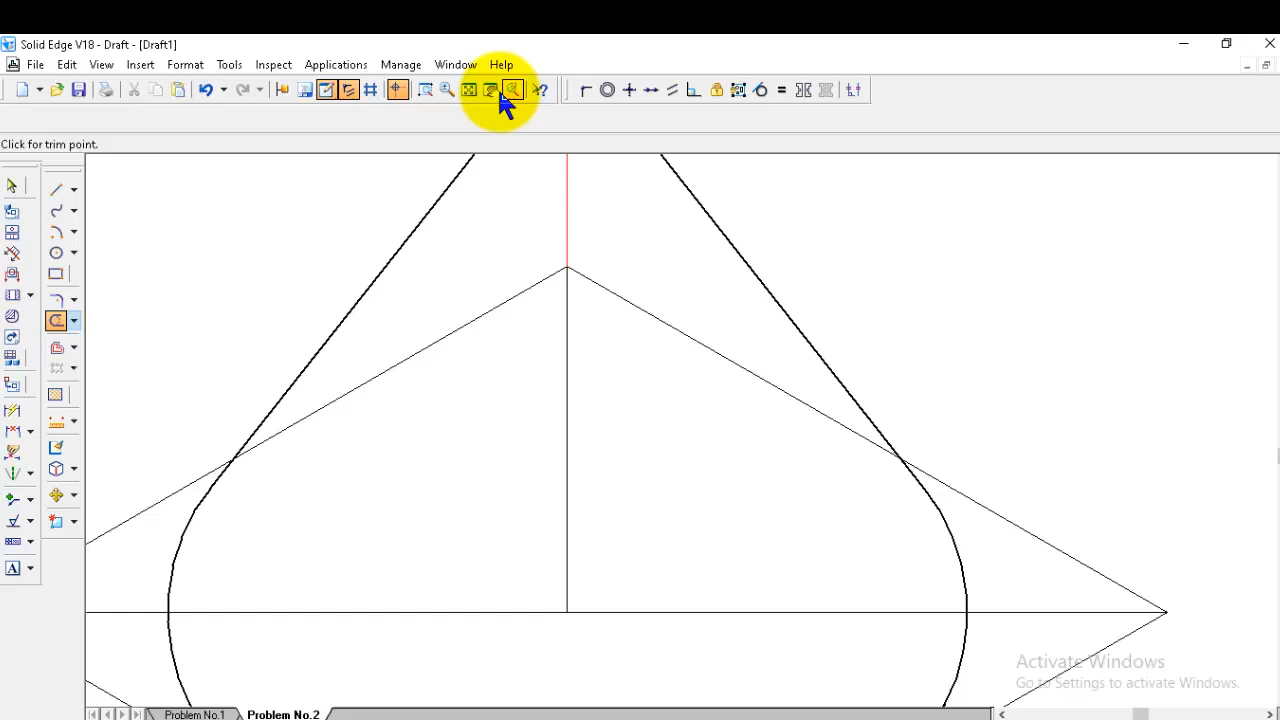 Solid Edge V18 - Draft - [Draft1]
File Edit View Insert Format Tools Inspect Applications Manage Window Help
Click for trim point.
A
Activate Windows
Go to Settings to activate Windows.
Problem No.1 Problem No.2